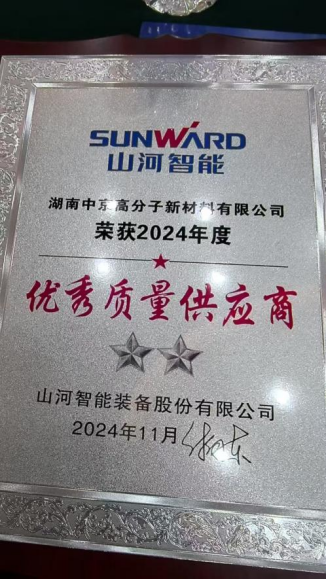 SUNWARD
山河智能
湖南中京高分子新材料有限公司
荣获2024年度
优秀质量供应商
山河智能装备股份有限公司
2024年11月